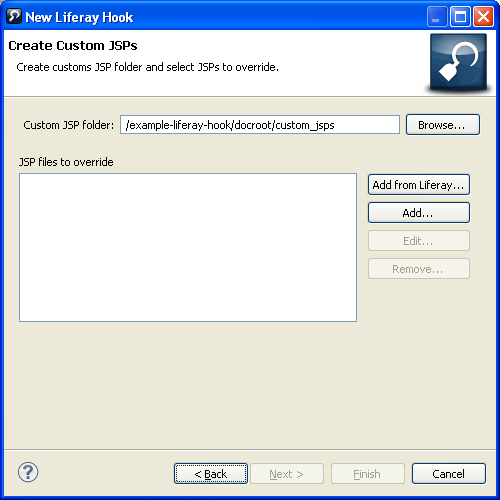 New Liferay Hook
Create Custom JSPs
Create customs JSP folder and select JSPs to override.
Custom JSP folder: /example-liferay-hook/docroot/custom_jsps Browse...
JSP files to override
Add from Liferay...
Add...
Edit...
Remove...
? < Back Next > Finish Cancel